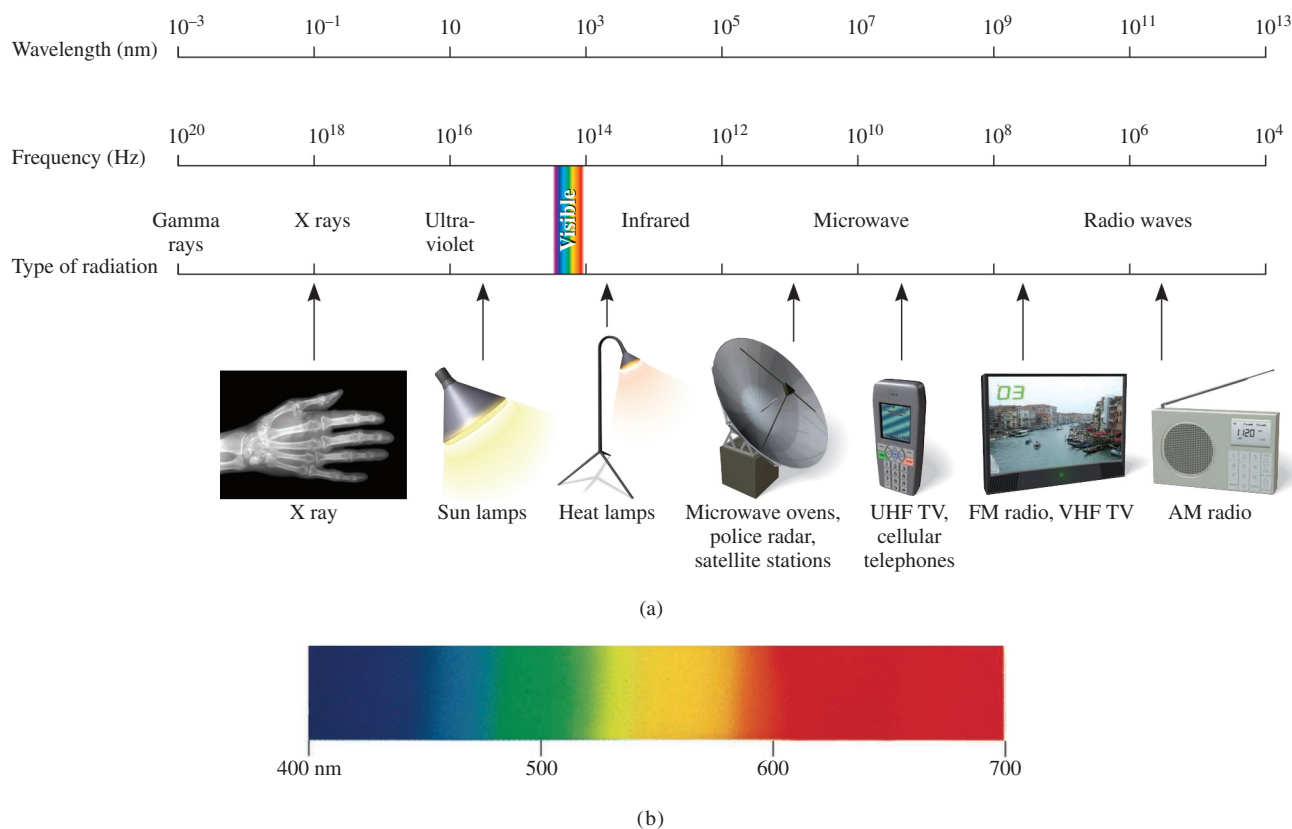 10⁻³ 10⁻¹ 10 10³ 10⁵ 10⁷ 10⁹ 10¹¹ 10¹³
Wavelength (nm)
10²⁰ 10¹⁸ 10¹⁶ 10¹⁴ 10¹² 10¹⁰ 10⁸ 10⁶ 10⁴
Frequency (Hz)
Gamma
rays
X rays
Ultra-
violet
Visible
Infrared
Microwave
Radio waves
Type of radiation
03
1120
X ray
Sun lamps
Heat lamps
Microwave ovens,
police radar,
satellite stations
UHF TV,
cellular
telephones
FM radio, VHF TV
AM radio
(a)
400 nm 500 600 700
(b)